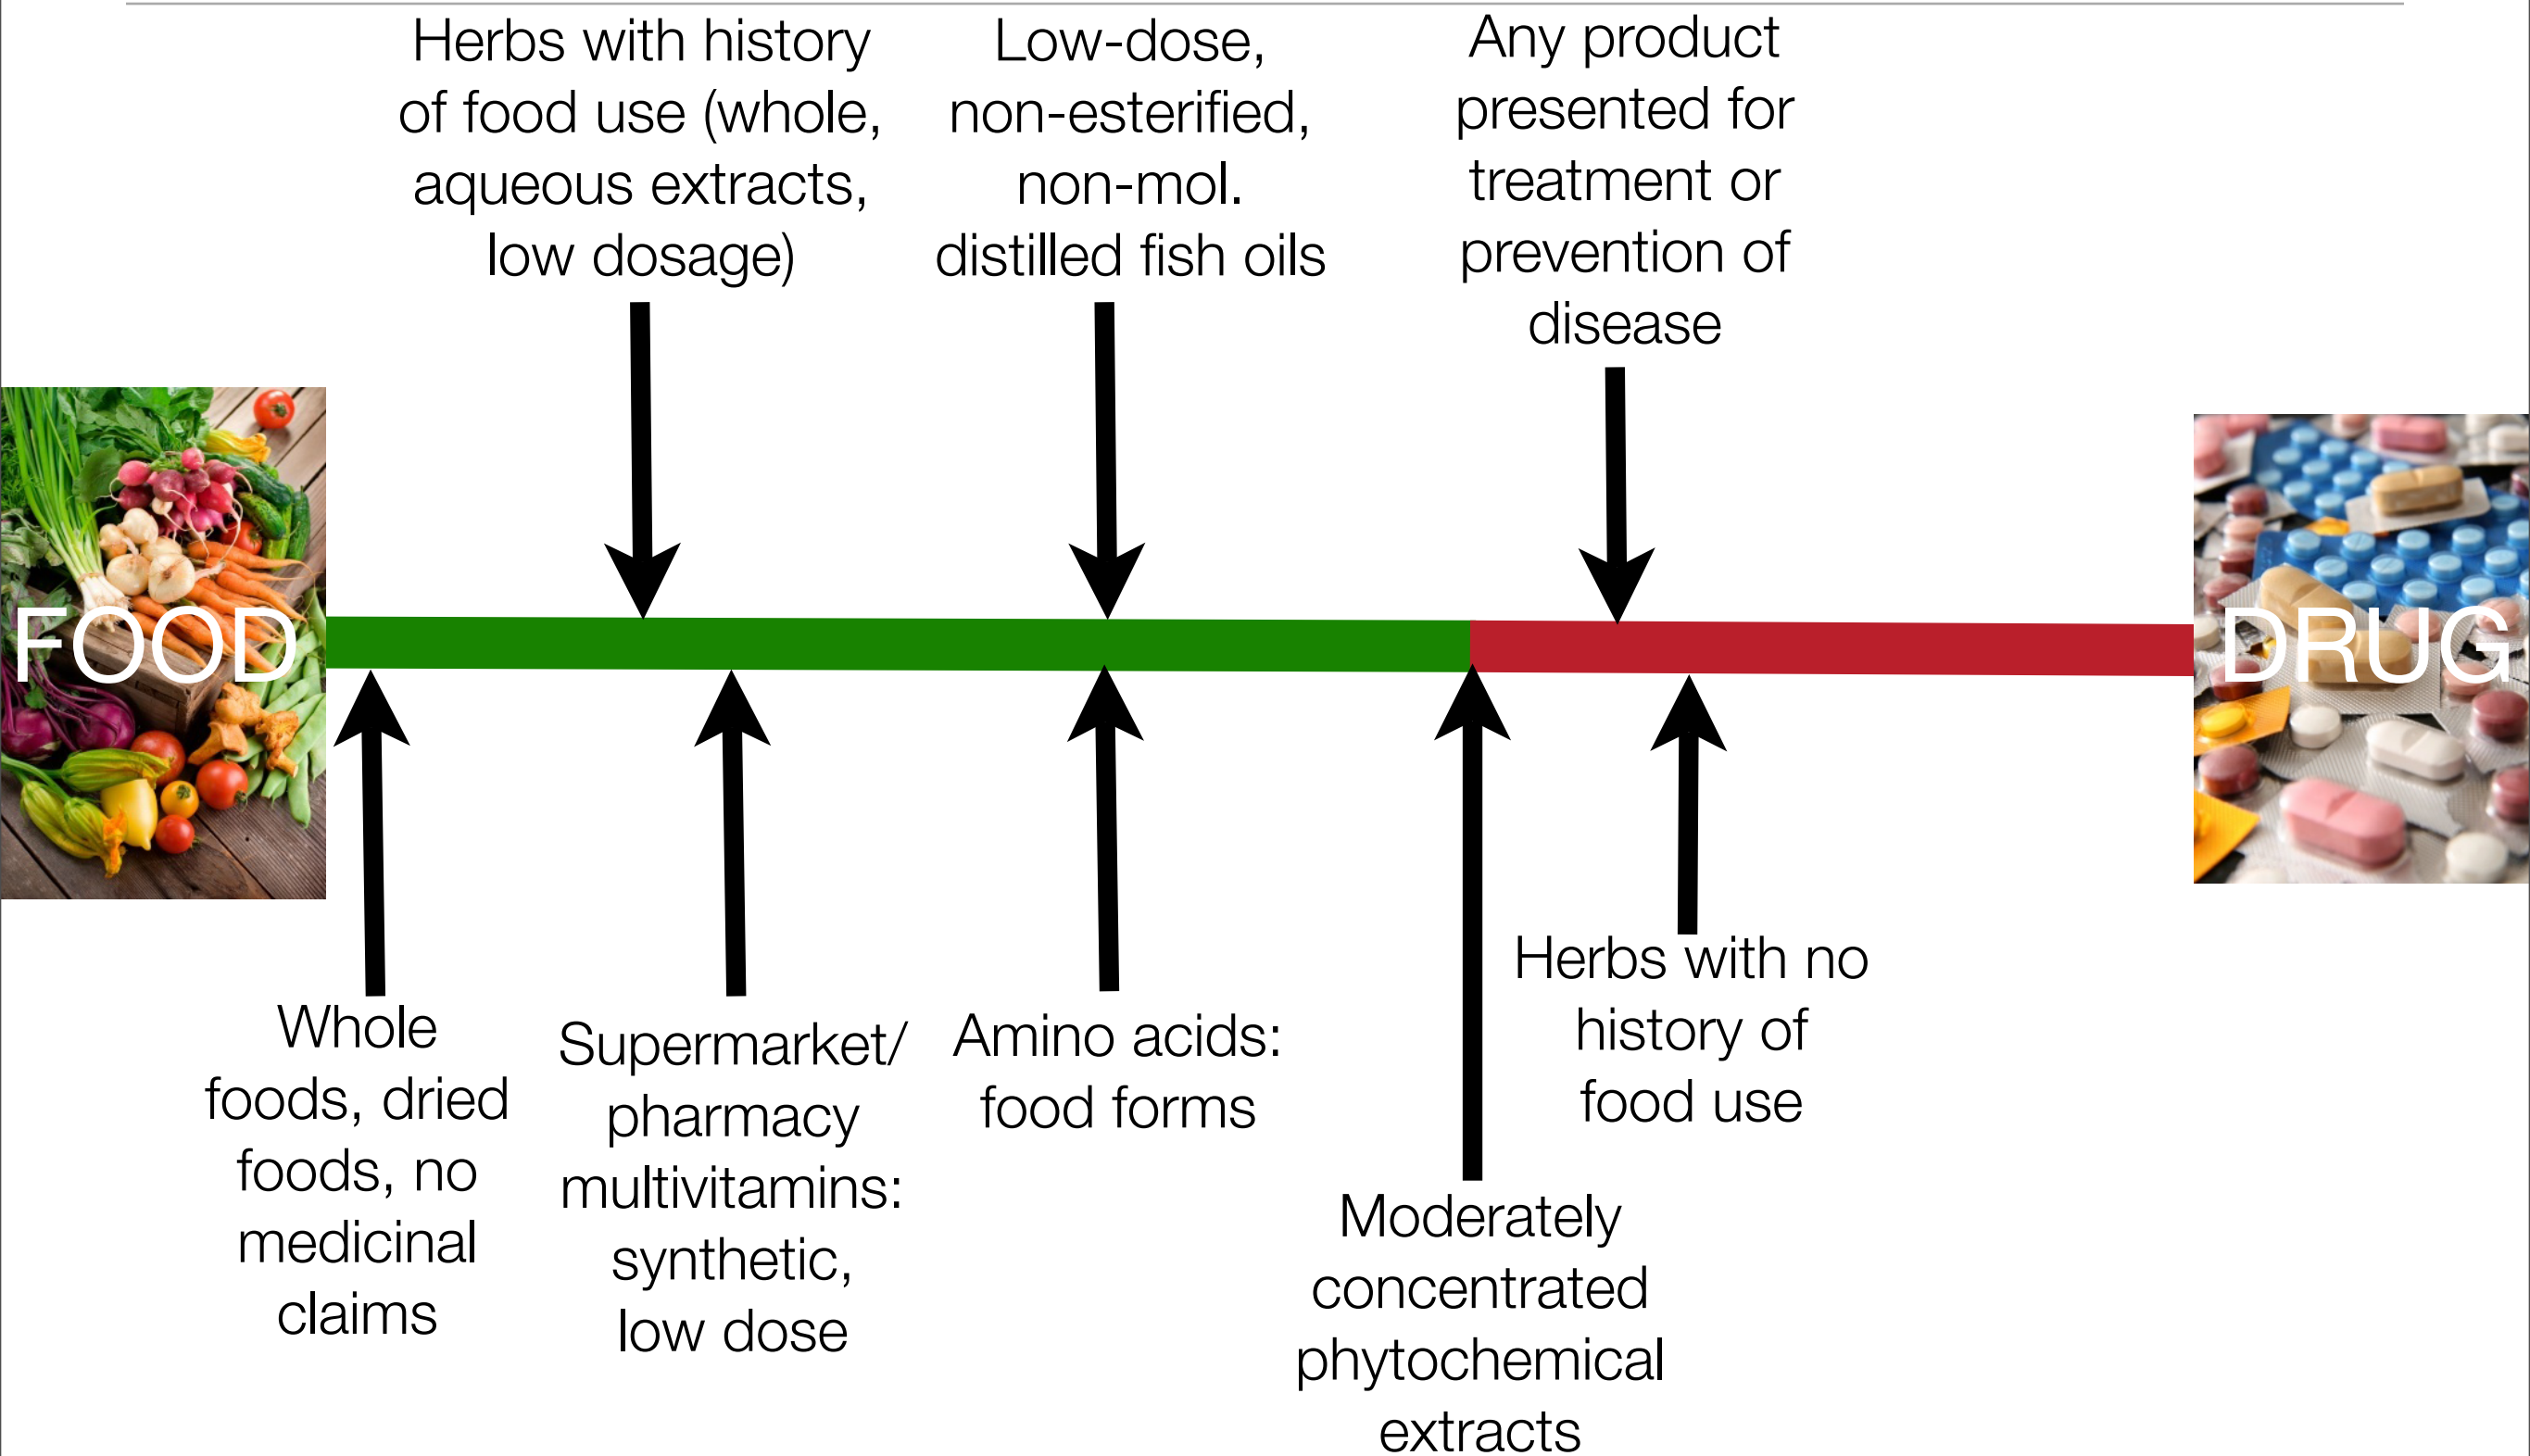 Herbs with history
of food use (whole,
aqueous extracts,
low dosage)
Low-dose,
non-esterified,
non-mol.
distilled fish oils
Any product
presented for
treatment or
prevention of
disease
FOOD
DRUG
Whole
foods, dried
foods, no
medicinal
claims
Supermarket/
pharmacy
multivitamins:
synthetic,
low dose
Amino acids:
food forms
Moderately
concentrated
phytochemical
extracts
Herbs with no
history of
food use